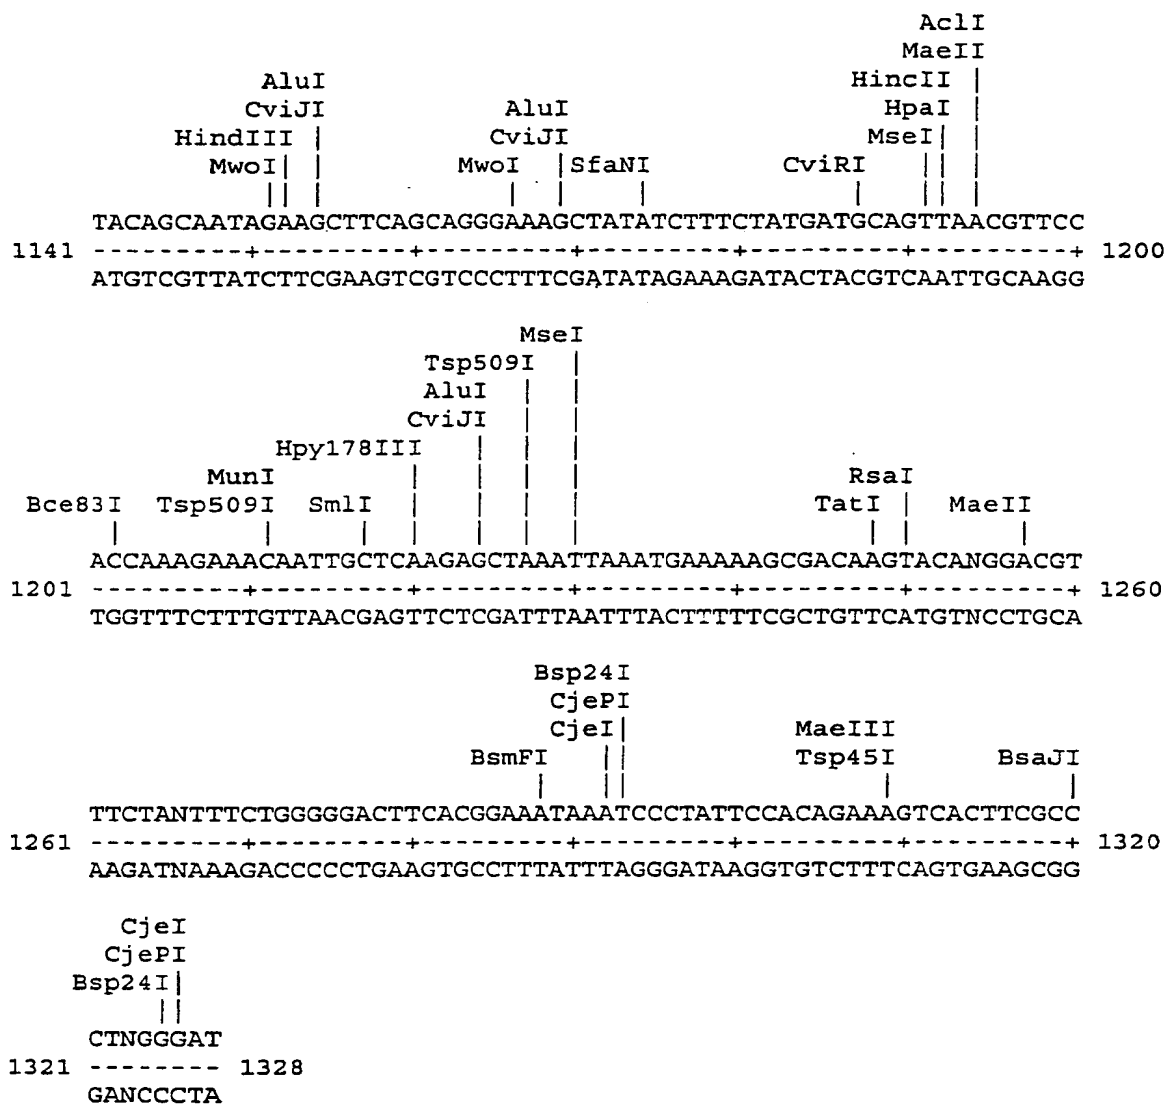 AclI
MaeII
AluI HincII
CviJI AluI HpaI
HindIII CviJI MseI
MwoI MwoI SfaNI CviRI
TACAGCAATAGAAGCTTCAGCAGGGAAAGCTATATCTTTCTATGATGCAGTTAACGTTCC
1141 ---------+---------+---------+---------+---------+---------+ 1200
ATGTCGTTATCTTCGAAGTCGTCCCTTTCGATATAGAAAGATACTACGTCAATTGCAAGG
MseI
Tsp509I
AluI
CviJI
Hpy178III
MunI RsaI
Bce83I Tsp509I SmlI TatI MaeII
ACCAAAGAAACAATTGCTCAAGAGCTAAATTAAATGAAAAAGCGACAAGTACANGGACGT
1201 ---------+---------+---------+---------+---------+---------+ 1260
TGGTTTCTTTGTTAACGAGTTCTCGATTTAATTTACTTTTTCGCTGTTCATGTNCCTGCA
Bsp24I
CjePI
CjeI MaeIII
BsmFI Tsp45I BsaJI
TTCTANTTTCTGGGGGACTTCACGGAAATAAATCCCTATTCCACAGAAAGTCACTTCGCC
1261 ---------+---------+---------+---------+---------+---------+ 1320
AAGATNAAAGACCCCCTGAAGTGCCTTTATTTAGGGATAAGGTGTCTTTCAGTGAAGCGG
CjeI
CjePI
Bsp24I
CTNGGGAT
1321 -------- 1328
GANCCCTA